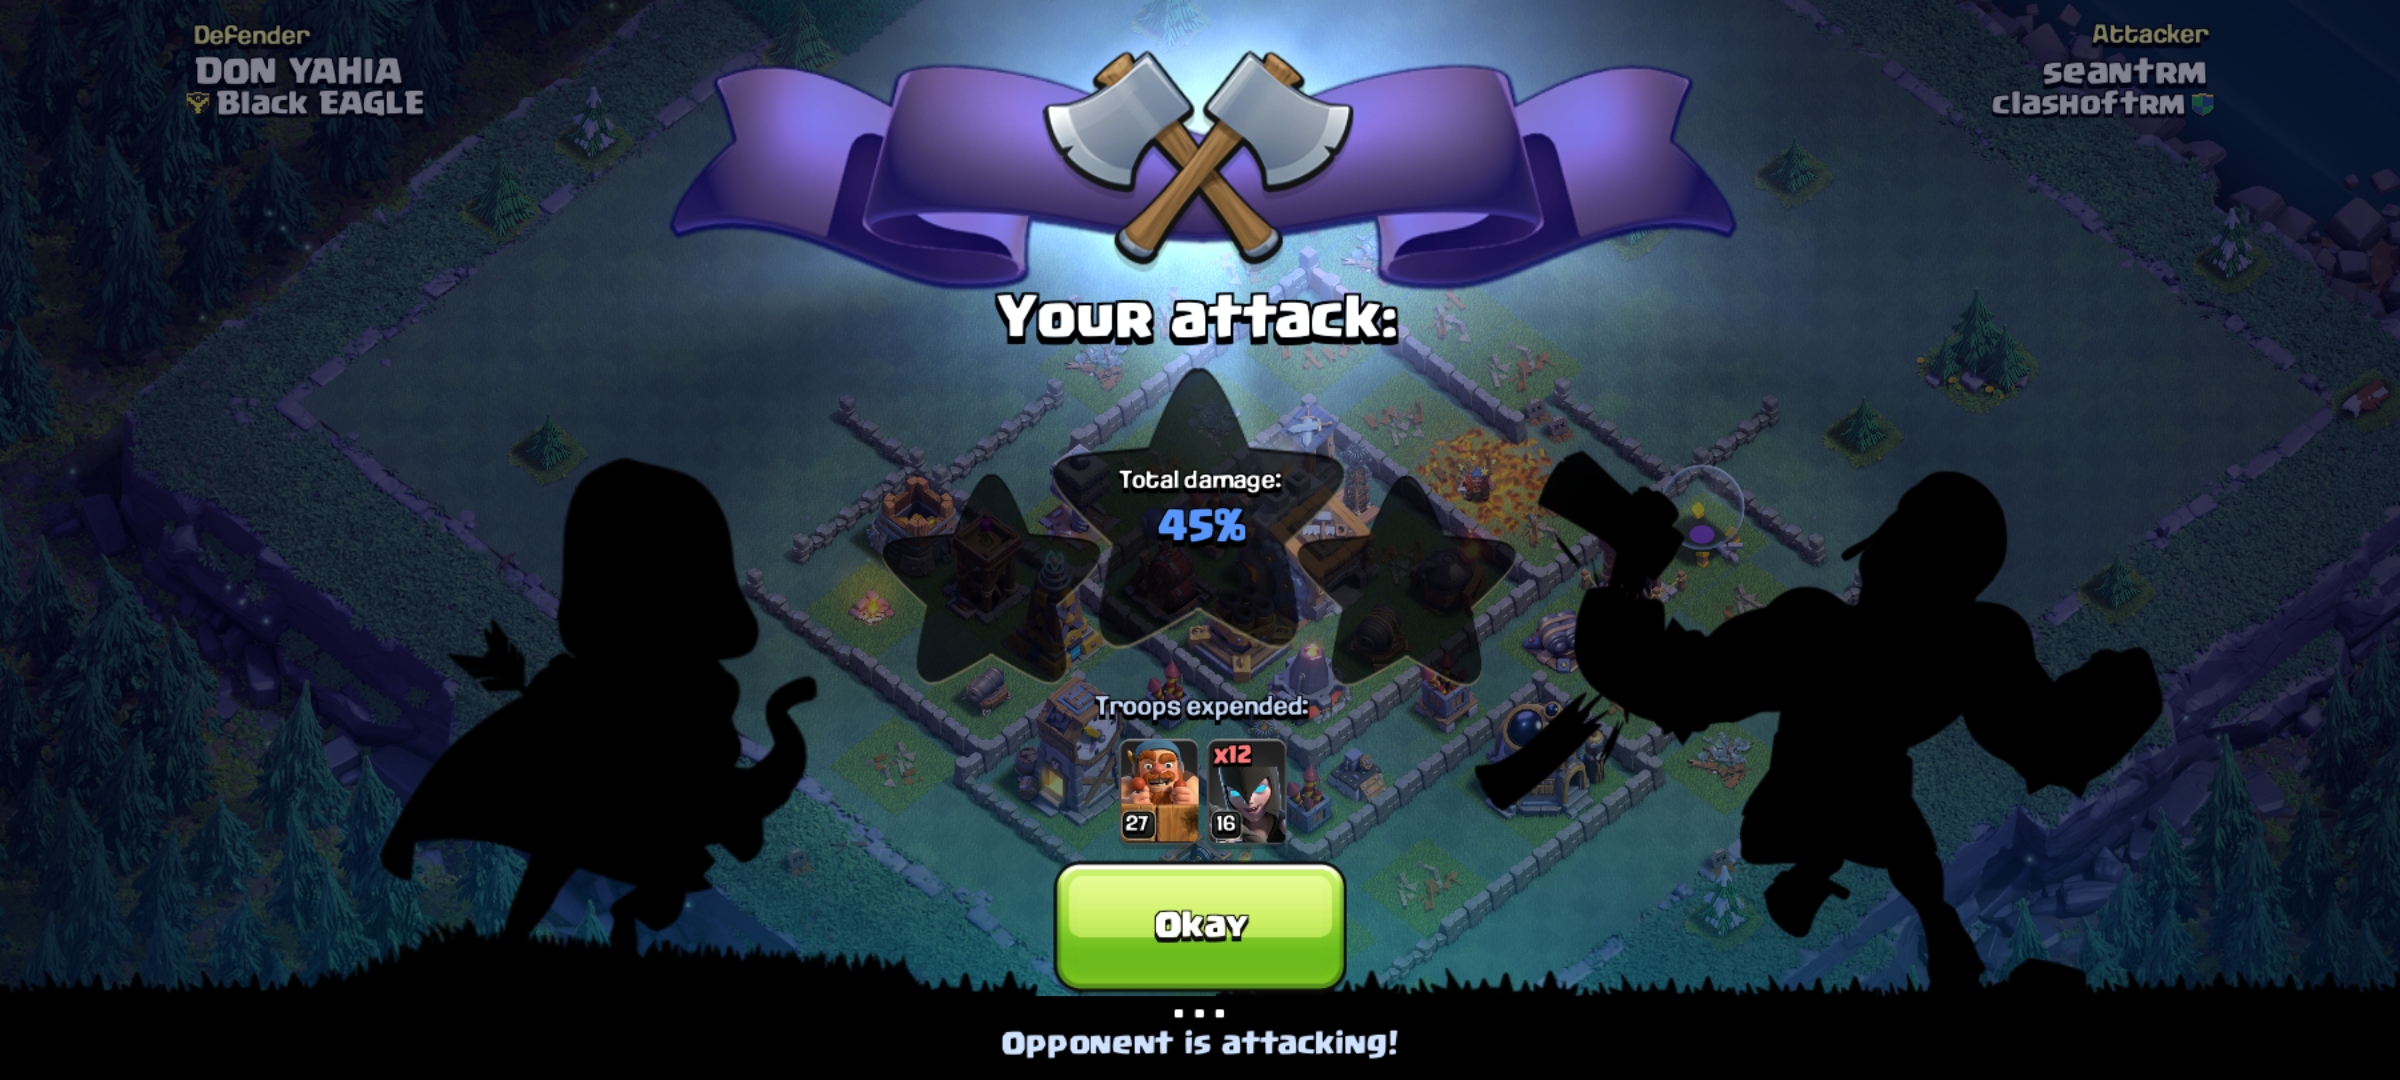 Defender
DON YAHIA
Black EAGLE
Attacker
seantRM
clashoftRM
Your attack:
Total damage:
45%
Troops expended:
x12
27
16
Okay
...
Opponent is attacking!